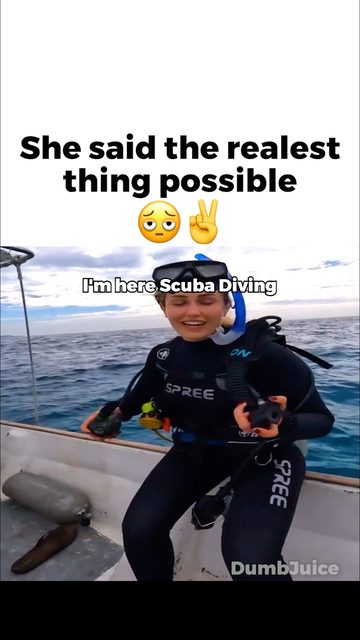 She said the realest
thing possible
😔✌️
I'm here Scuba Diving
SPREE
SPREE
DumbJuice